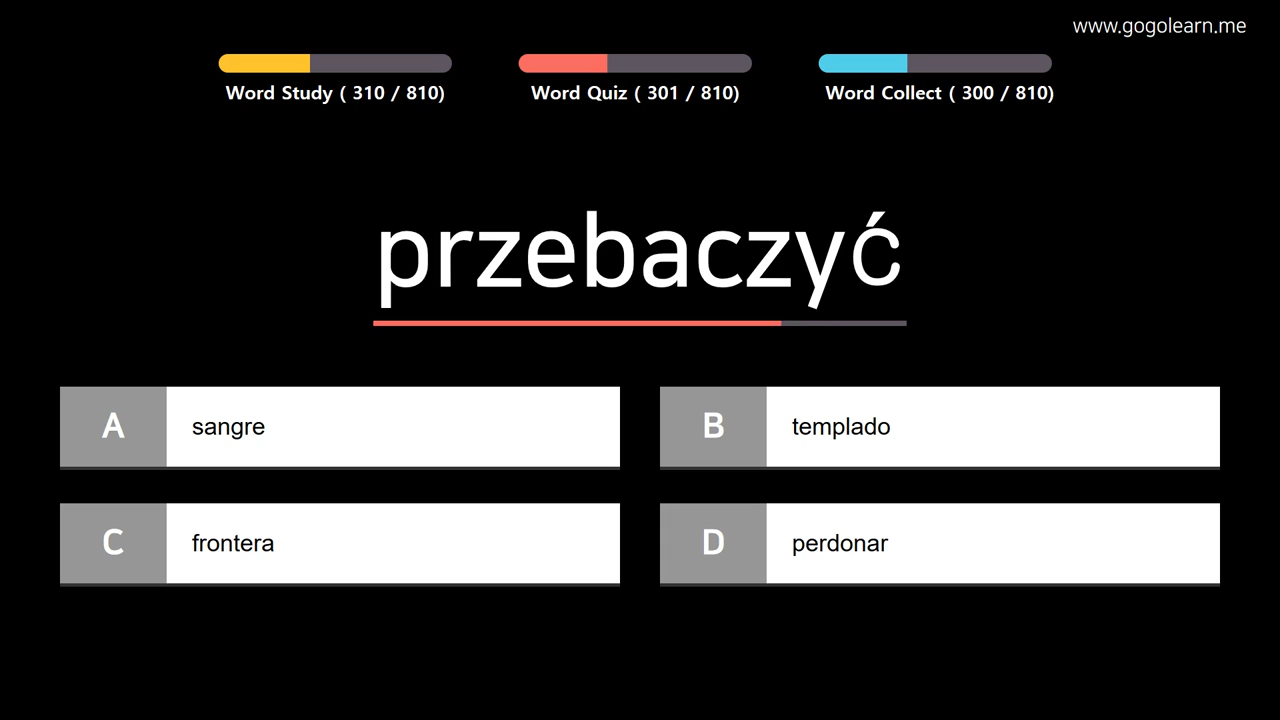 www.gogolearn.me
Word Study ( 310 / 810)
Word Quiz ( 301 / 810)
Word Collect ( 300 / 810)
przebaczyć
A sangre
B templado
C frontera
D perdonar